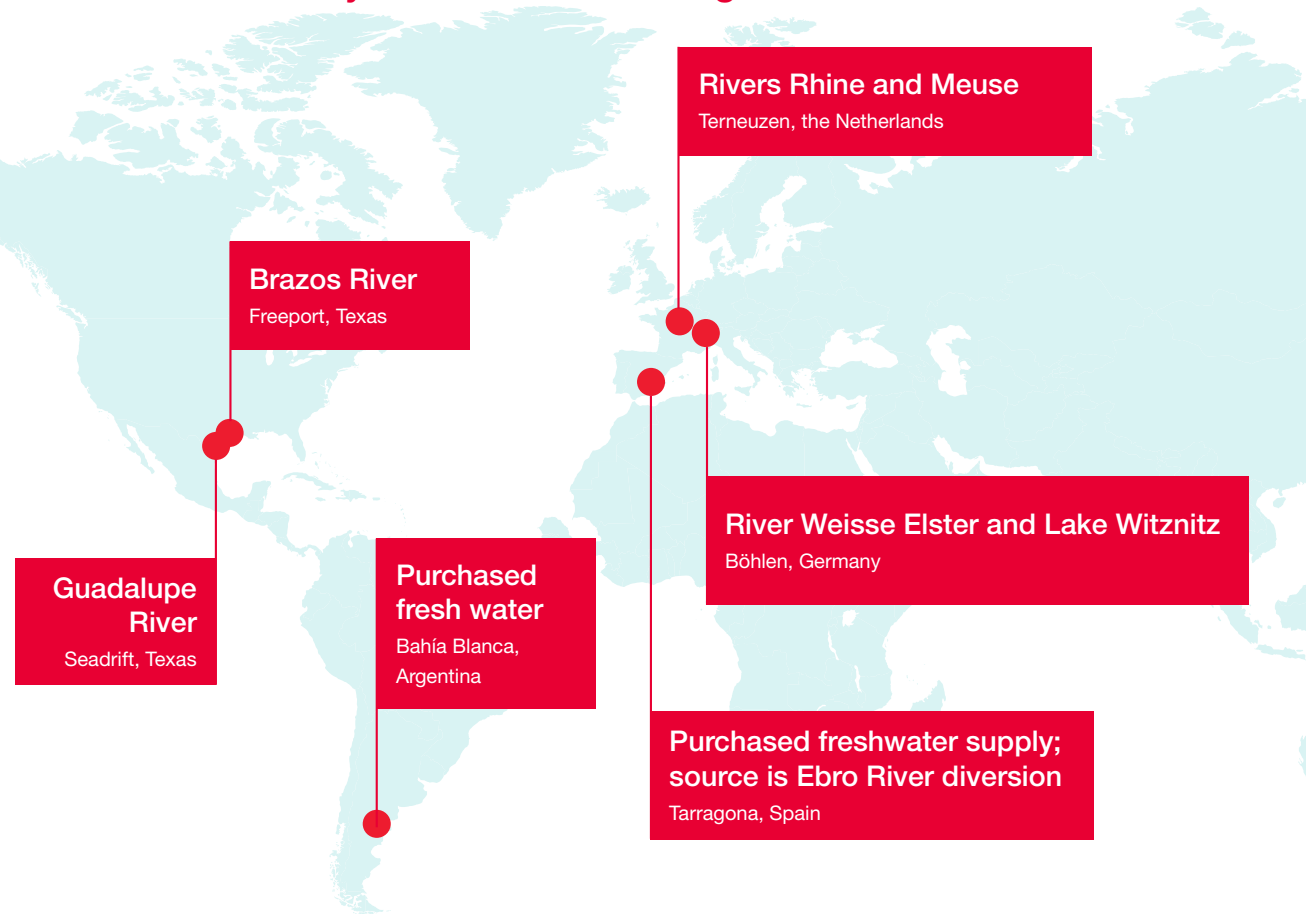 Rivers Rhine and Meuse
Terneuzen, the Netherlands
Brazos River
Freeport, Texas
River Weisse Elster and Lake Witznitz
Böhlen, Germany
Guadalupe
River
Seadrift, Texas
Purchased
fresh water
Bahía Blanca,
Argentina
Purchased freshwater supply;
source is Ebro River diversion
Tarragona, Spain